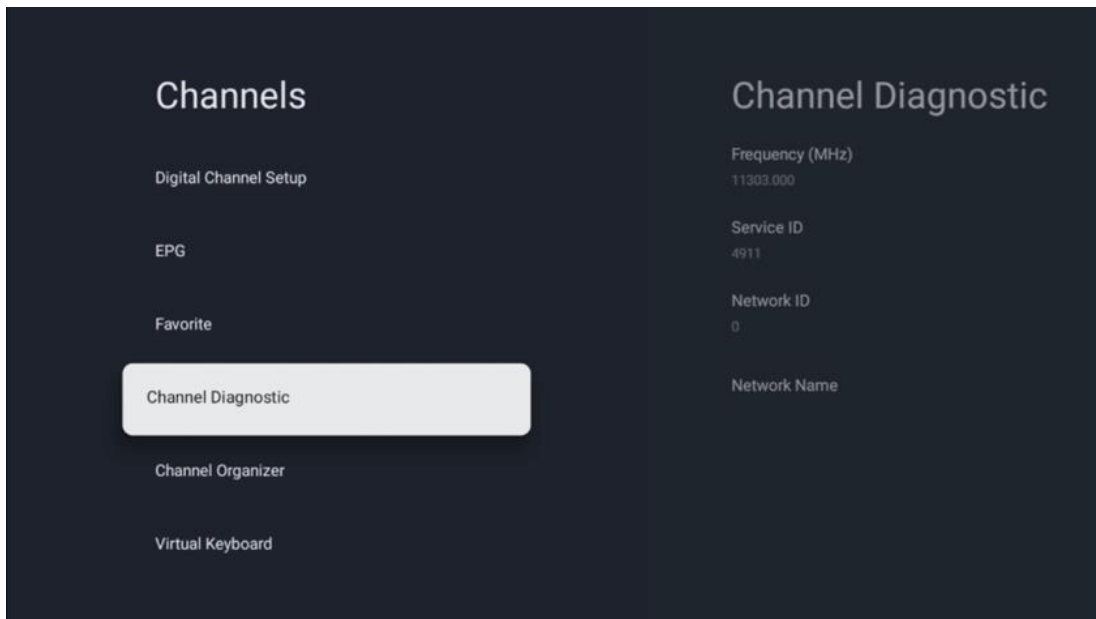 Channels
Digital Channel Setup
EPG
Favorite
Channel Diagnostic
Channel Organizer
Virtual Keyboard
Channel Diagnostic
Frequency (MHz)
11303.000
Service ID
4911
Network ID
0
Network Name